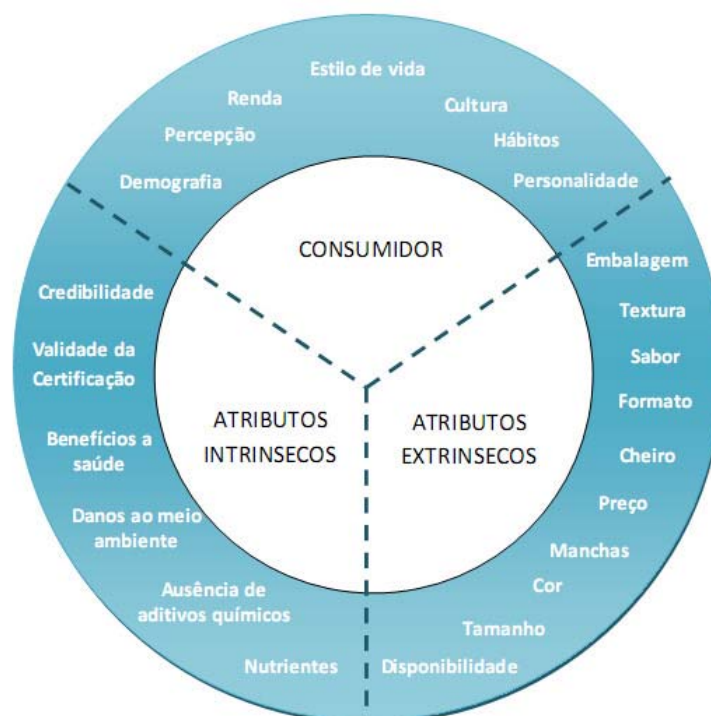 Estilo de vida
Renda
Cultura
Percepção
Hábitos
Demografia
Personalidade
CONSUMIDOR
Embalagem
Textura
Sabor
Formato
Cheiro
Preço
Manchas
Cor
Tamanho
Disponibilidade
ATRIBUTOS
EXTRINSECOS
Credibilidade
Validade da
Certificação
Benefícios a
saúde
Danos ao meio
ambiente
Ausência de
aditivos químicos
Nutrientes
ATRIBUTOS
INTRINSECOS